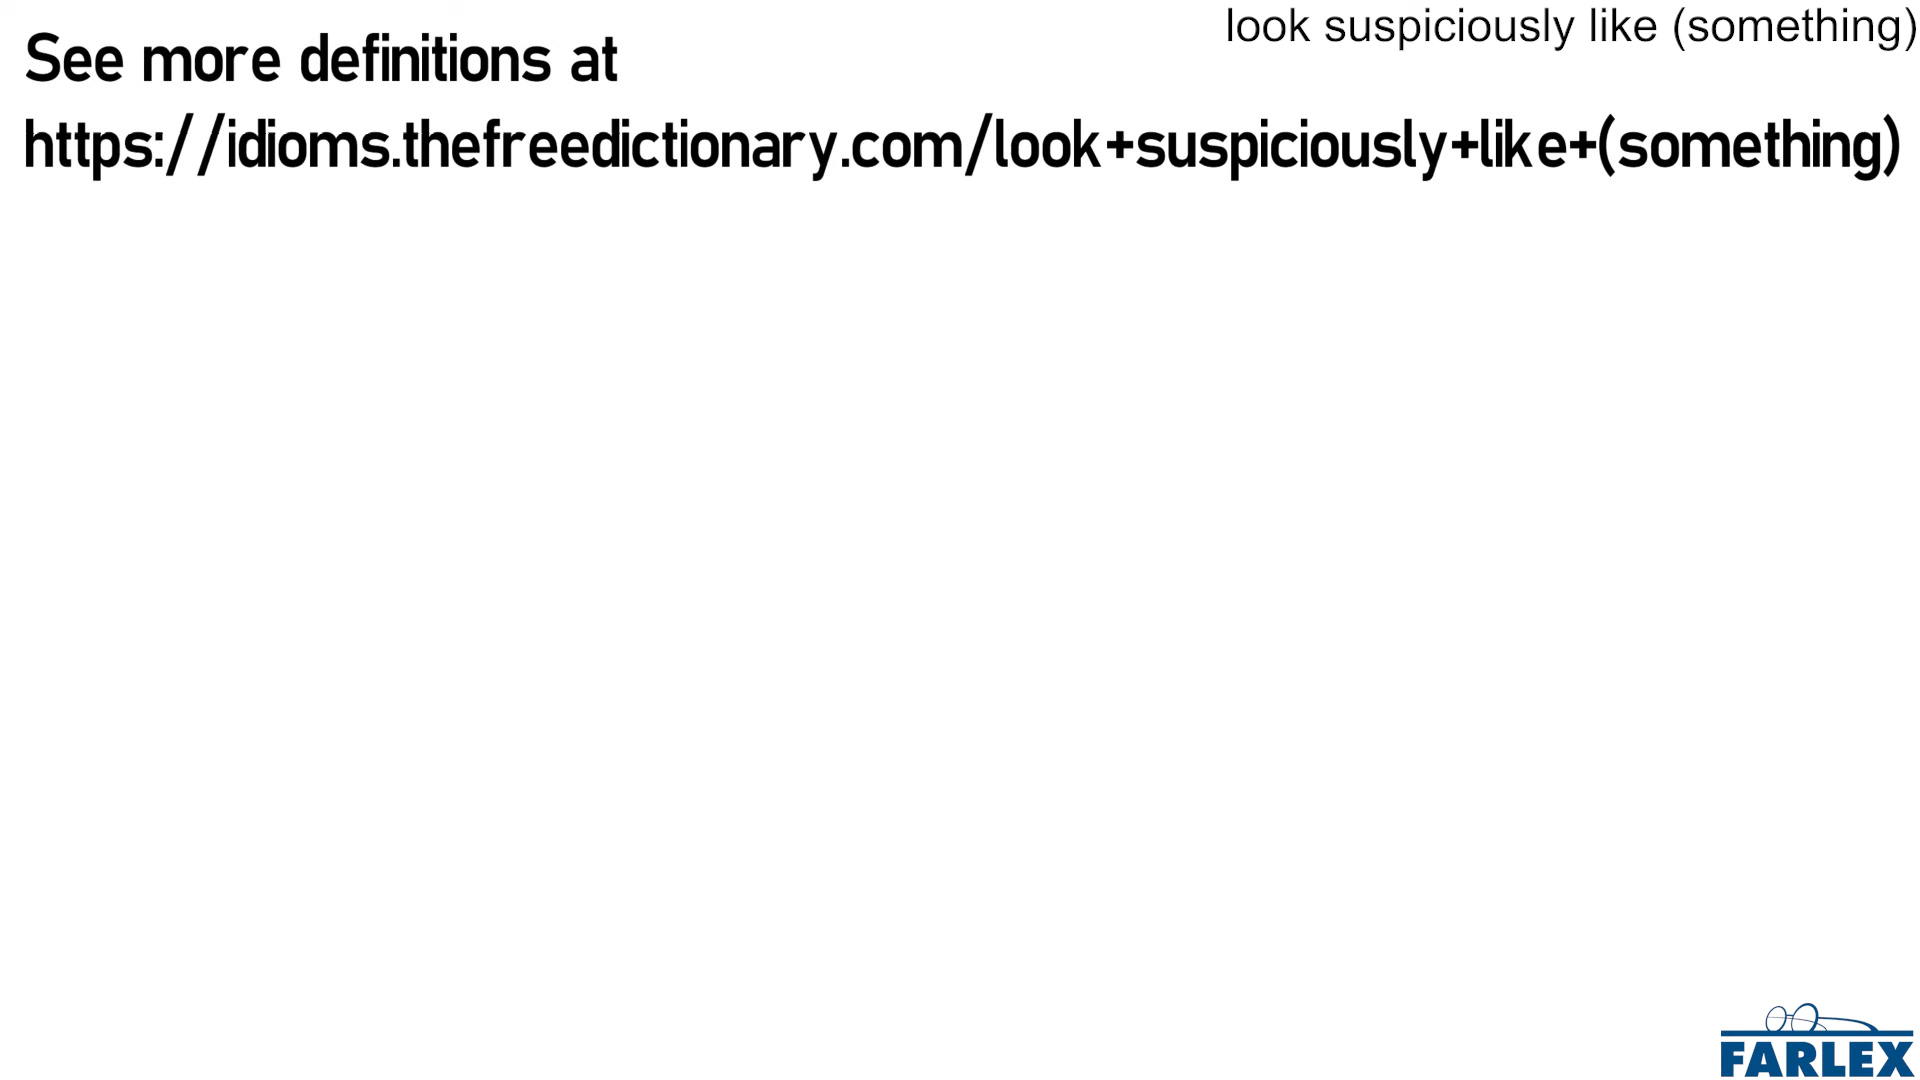 look suspiciously like (something)
See more definitions at
https://idioms.thefreedictionary.com/look+suspiciously+like+(something)
FARLEX